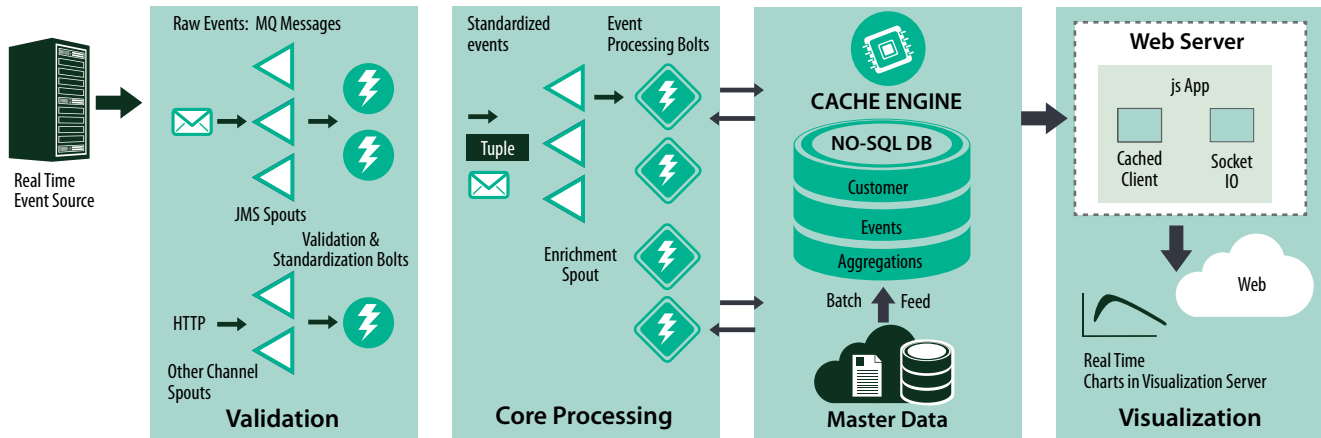 Real Time
Event Source
Raw Events: MQ Messages
JMS Spouts
Validation &
Standardization Bolts
HTTP
Other Channel
Spouts
Validation
Standardized
events
Event
Processing Bolts
Tuple
Enrichment
Spout
Core Processing
CACHE ENGINE
NO-SQL DB
Customer
Events
Aggregations
Batch Feed
Master Data
Web Server
js App
Cached
Client
Socket
IO
Web
Real Time
Charts in Visualization Server
Visualization